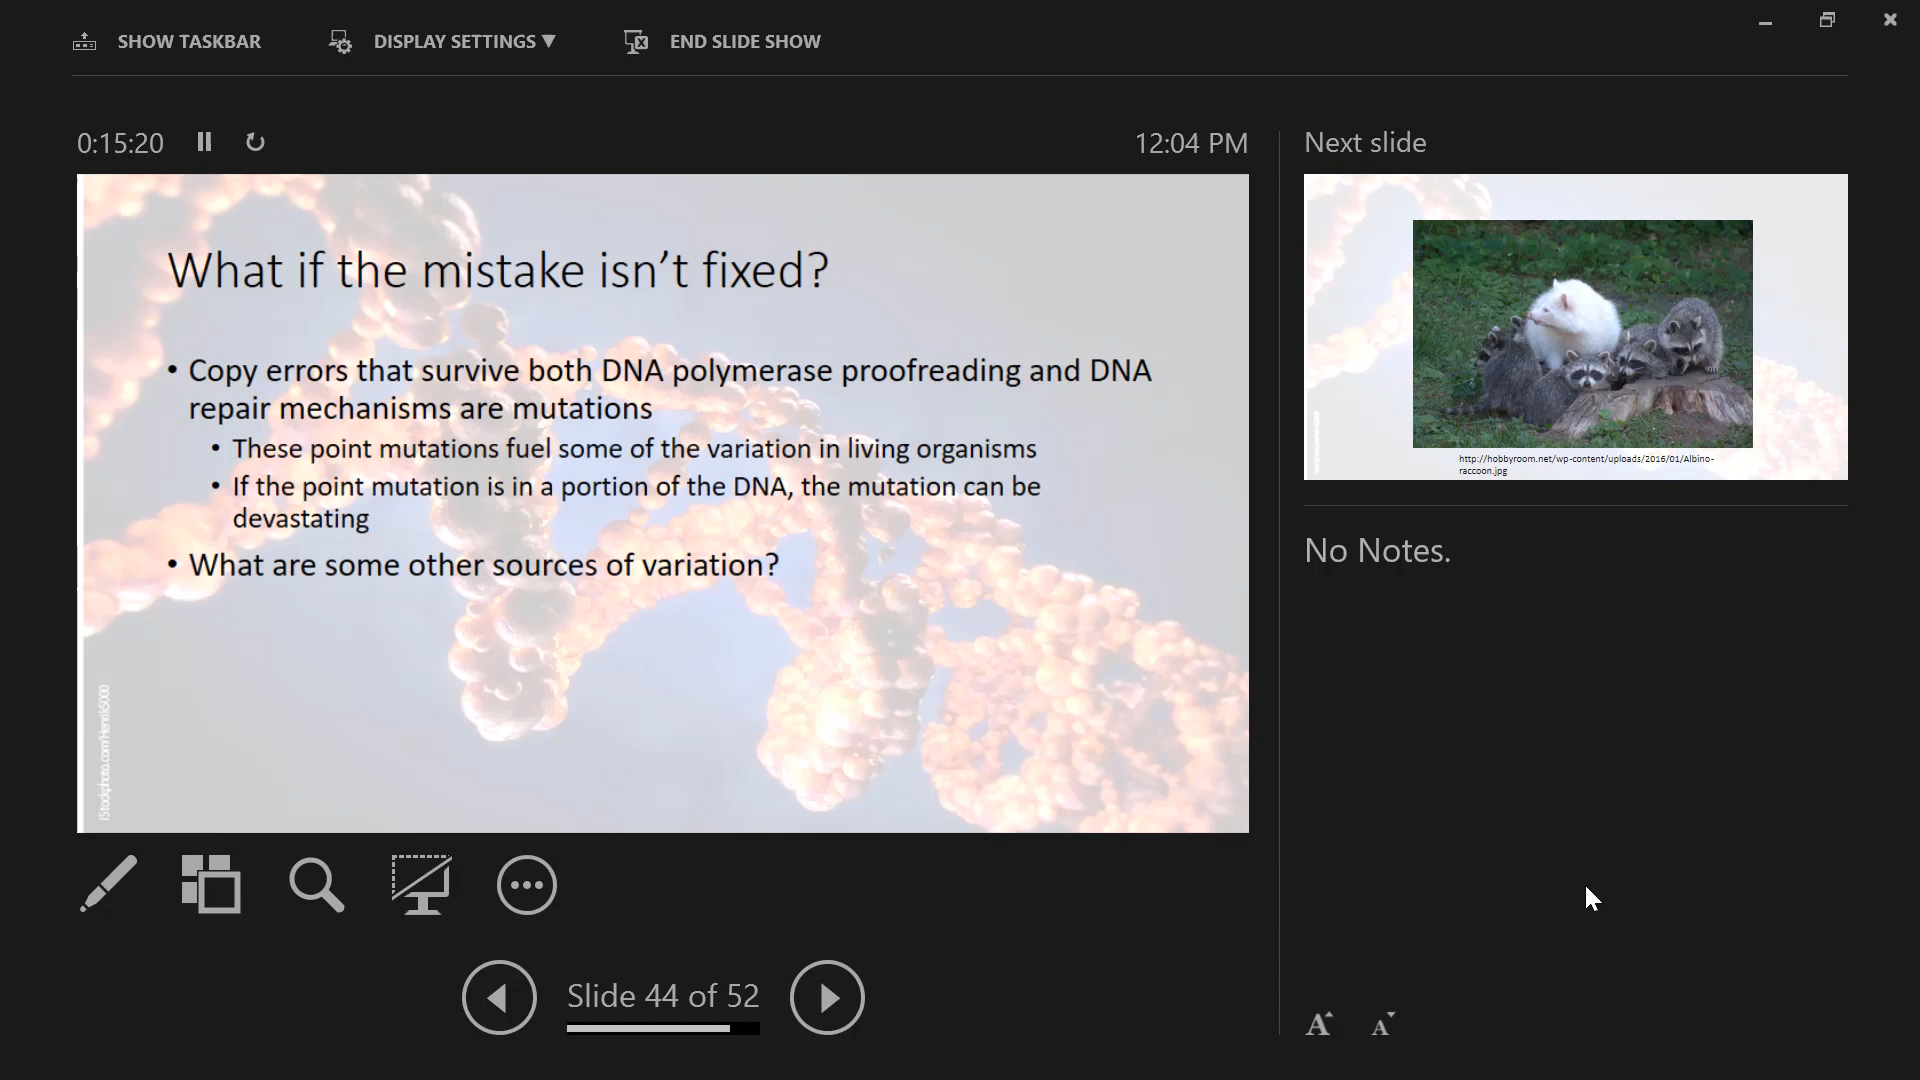 SHOW TASKBAR
DISPLAY SETTINGS ▼
END SLIDE SHOW
0:15:20
12:04 PM
Next slide
What if the mistake isn't fixed?
• Copy errors that survive both DNA polymerase proofreading and DNA
repair mechanisms are mutations
• These point mutations fuel some of the variation in living organisms
• If the point mutation is in a portion of the DNA, the mutation can be
devastating
• What are some other sources of variation?
iStockphoto.com/Henrik5000
http://hobbyroom.net/wp-content/uploads/2016/01/Albino-
raccoon.jpg
No Notes.
Slide 44 of 52
A
A